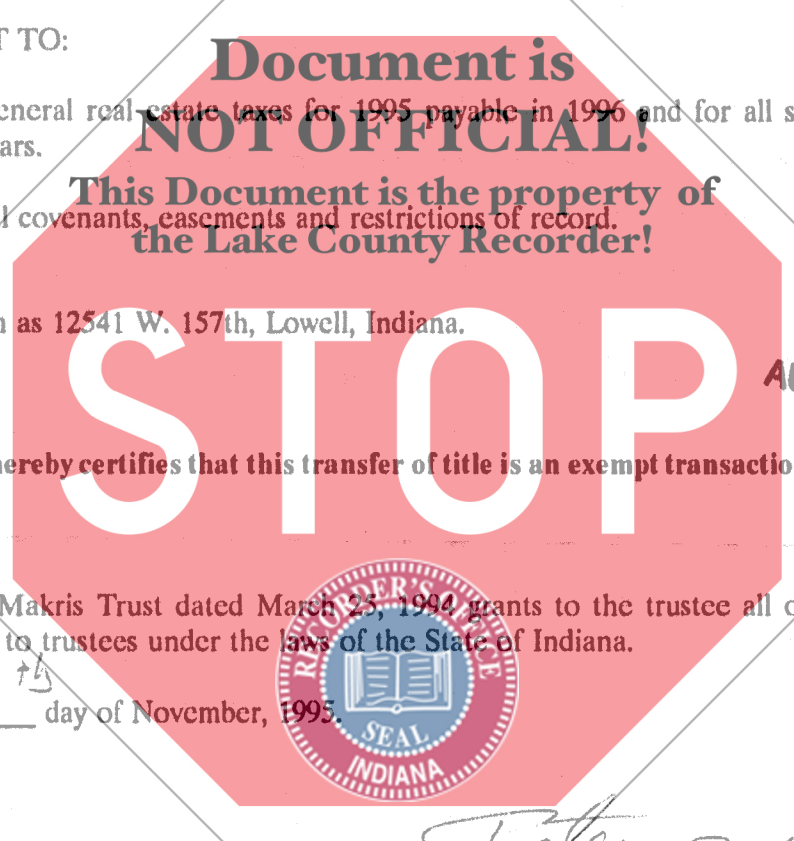 T TO:
Document is
eneral real estate taxes for 1995 payable in 1996 and for all s
NOT OFFICIAL!
ars.
This Document is the property of
l covenants, easements and restrictions of record.
the Lake County Recorder!
n as 12541 W. 157th, Lowell, Indiana.
STOP
hereby certifies that this transfer of title is an exempt transactio
Makris Trust dated March 25, 1994 grants to the trustee all o
to trustees under the laws of the State of Indiana.
th
day of November, 1995.
RECORDER'S OFFICE
SEAL
INDIANA